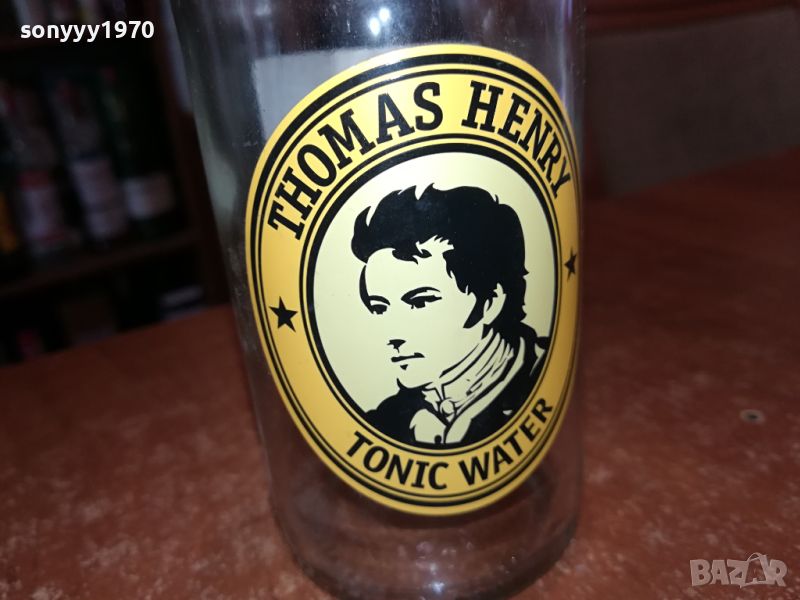 sonyyy1970
THOMAS HENRY
TONIC WATER
BAZAR